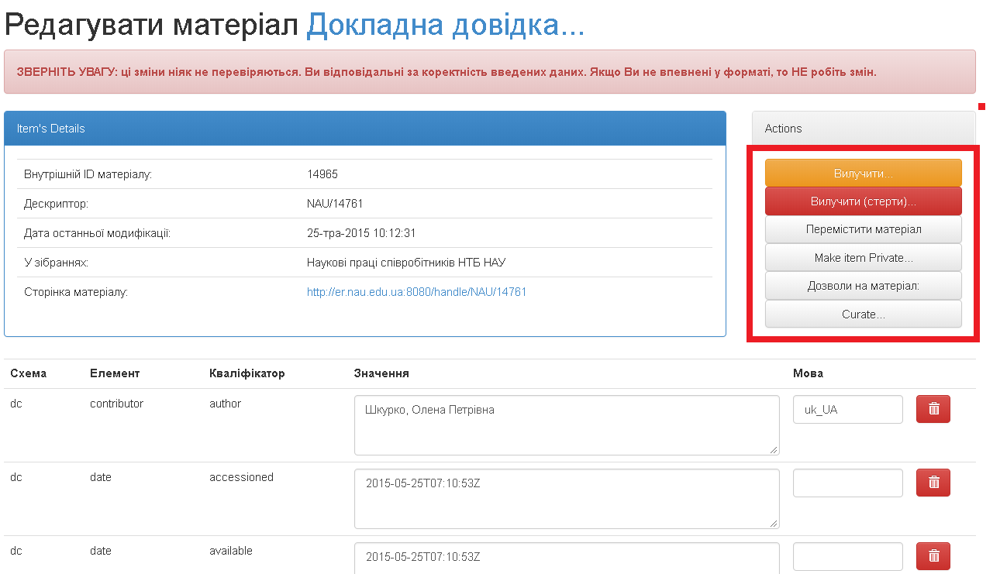 Редагувати матеріал Докладна довідка...
ЗВЕРНІТЬ УВАГУ: ці зміни ніяк не перевіряються. Ви відповідальні за коректність введених даних. Якщо Ви не впевнені у форматі, то НЕ робіть змін.
Item's Details
Внутрішній ID матеріалу: 14965
Дескриптор: NAU/14761
Дата останньої модифікації: 25-тра-2015 10:12:31
У зібраннях: Наукові праці співробітників НТБ НАУ
Сторінка матеріалу: http://er.nau.edu.ua:8080/handle/NAU/14761
Actions
Вилучити...
Вилучити (стерти)...
Перемістити матеріал
Make item Private...
Дозволи на матеріал:
Curate...
Схема Елемент Кваліфікатор Значення Мова
dc contributor author Шкурко, Олена Петрівна uk_UA
dc date accessioned 2015-05-25T07:10:53Z
dc date available 2015-05-25T07:10:53Z